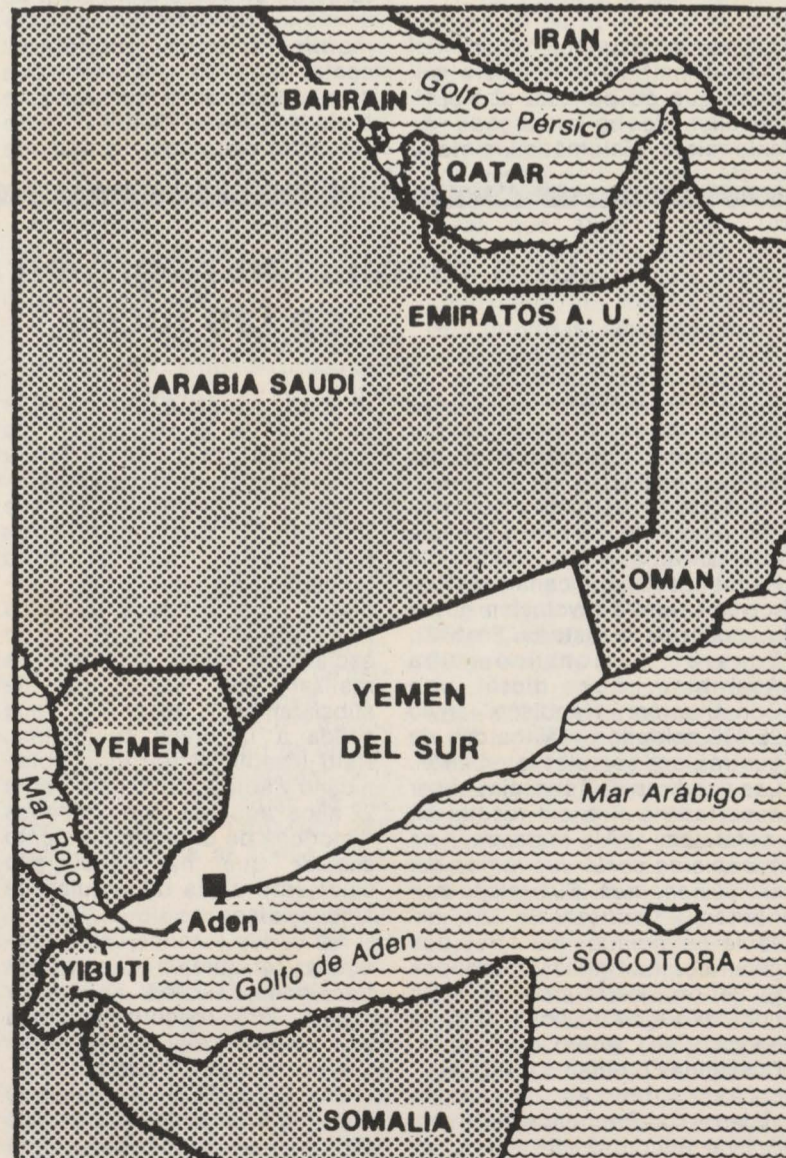 IRAN
Golfo
Pérsico
BAHRAIN
QATAR
EMIRATOS A. U.
ARABIA SAUDI
OMAN
YEMEN
DEL SUR
YEMEN
Mar Arábigo
Mar Rojo
Aden
Golfo de Aden
SOCOTORA
YIBUTI
SOMALIA